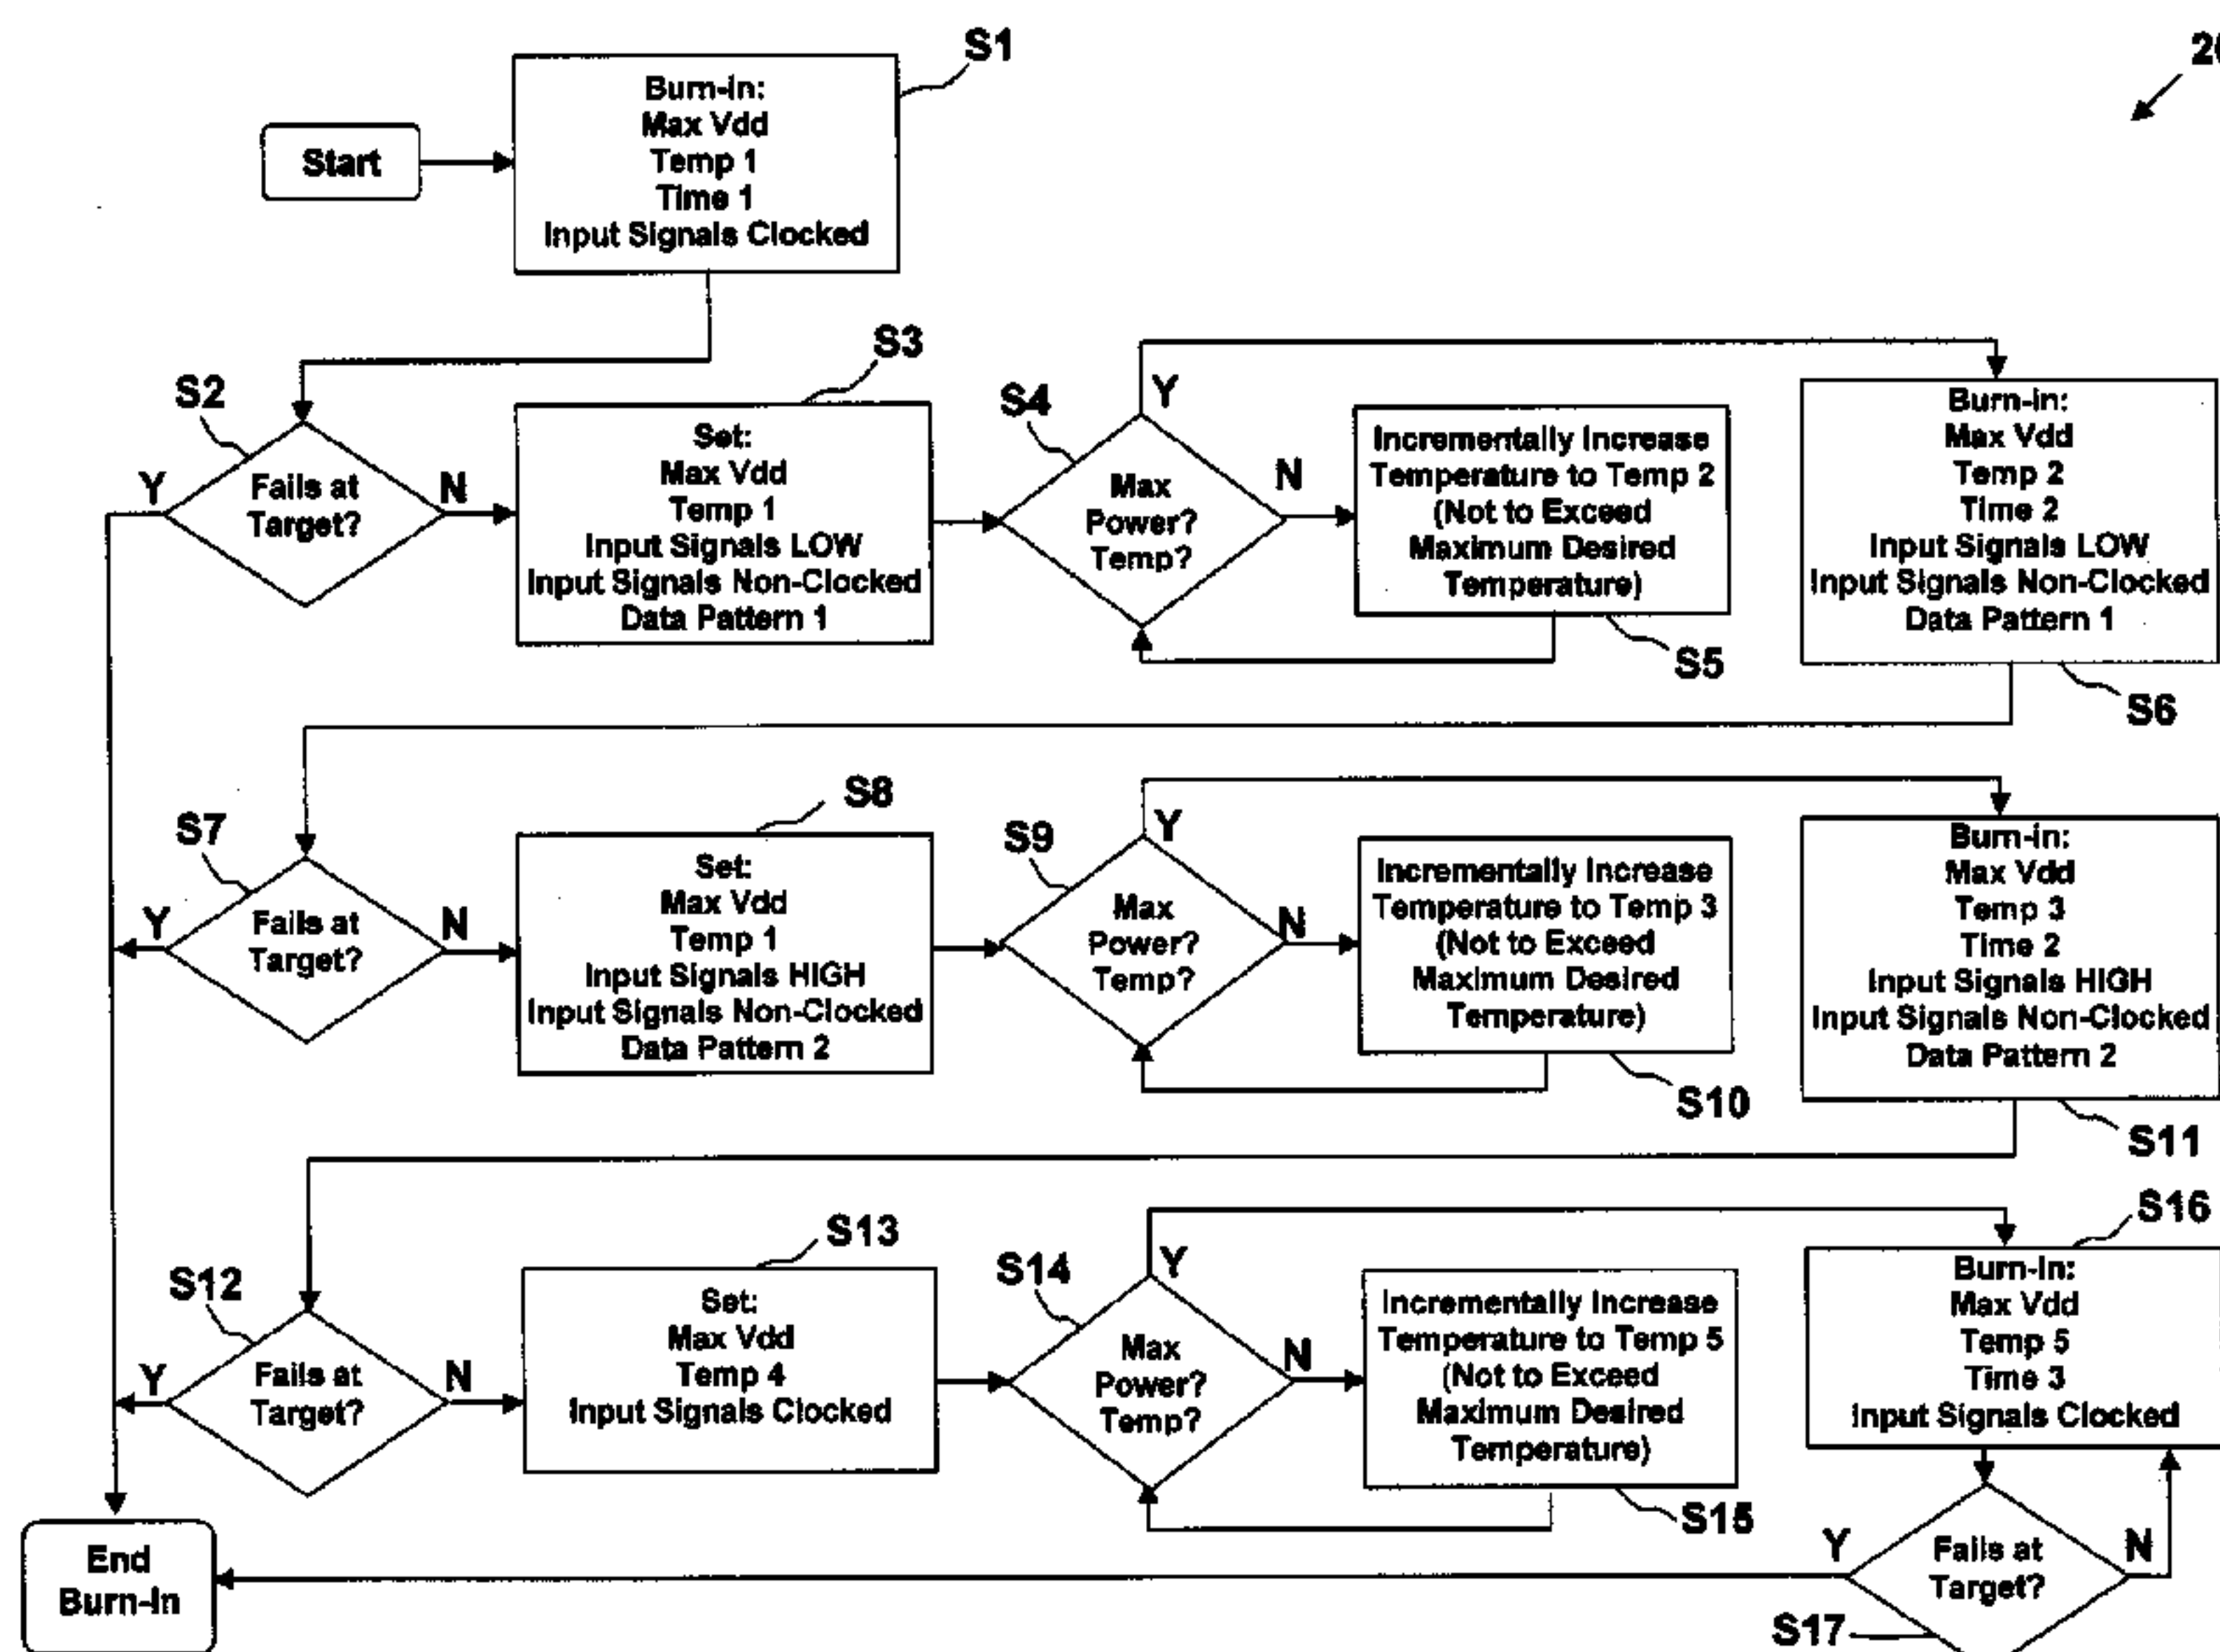 S1
20
Start
Burn-in:
Max Vdd
Temp 1
Time 1
Input Signals Clocked
S2
Y
Fails at
Target?
N
S3
Set:
Max Vdd
Temp 1
Input Signals LOW
Input Signals Non-Clocked
Data Pattern 1
S4
Y
Max
Power?
Temp?
N
Incrementally Increase
Temperature to Temp 2
(Not to Exceed
Maximum Desired
Temperature)
S5
Burn-in:
Max Vdd
Temp 2
Time 2
Input Signals LOW
Input Signals Non-Clocked
Data Pattern 1
S6
S7
Y
Fails at
Target?
N
S8
Set:
Max Vdd
Temp 1
Input Signals HIGH
Input Signals Non-Clocked
Data Pattern 2
S9
Y
Max
Power?
Temp?
N
Incrementally Increase
Temperature to Temp 3
(Not to Exceed
Maximum Desired
Temperature)
S10
Burn-in:
Max Vdd
Temp 3
Time 2
Input Signals HIGH
Input Signals Non-Clocked
Data Pattern 2
S11
S12
Y
Fails at
Target?
N
S13
Set:
Max Vdd
Temp 4
Input Signals Clocked
S14
Y
Max
Power?
Temp?
N
Incrementally Increase
Temperature to Temp 5
(Not to Exceed
Maximum Desired
Temperature)
S15
S16
Burn-In:
Max Vdd
Temp 5
Time 3
Input Signals Clocked
Y
Fails at
Target?
N
S17
End
Burn-In